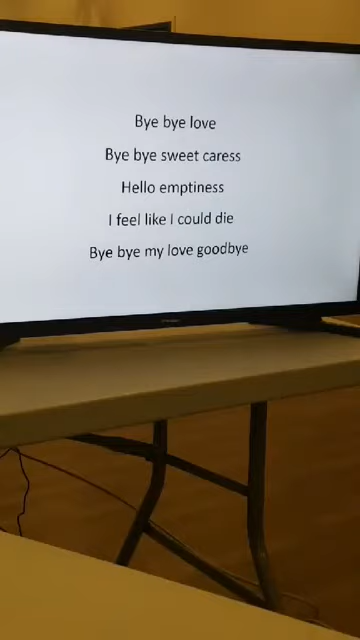 Bye bye love
Bye bye sweet caress
Hello emptiness
I feel like I could die
Bye bye my love goodbye